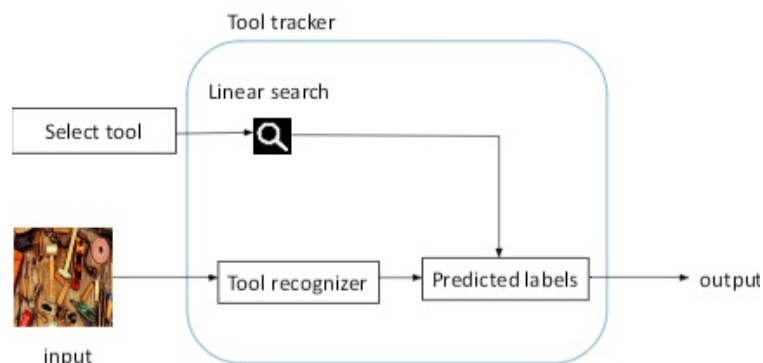 Tool tracker
Linear search
Select tool
Tool recognizer
Predicted labels
output
input